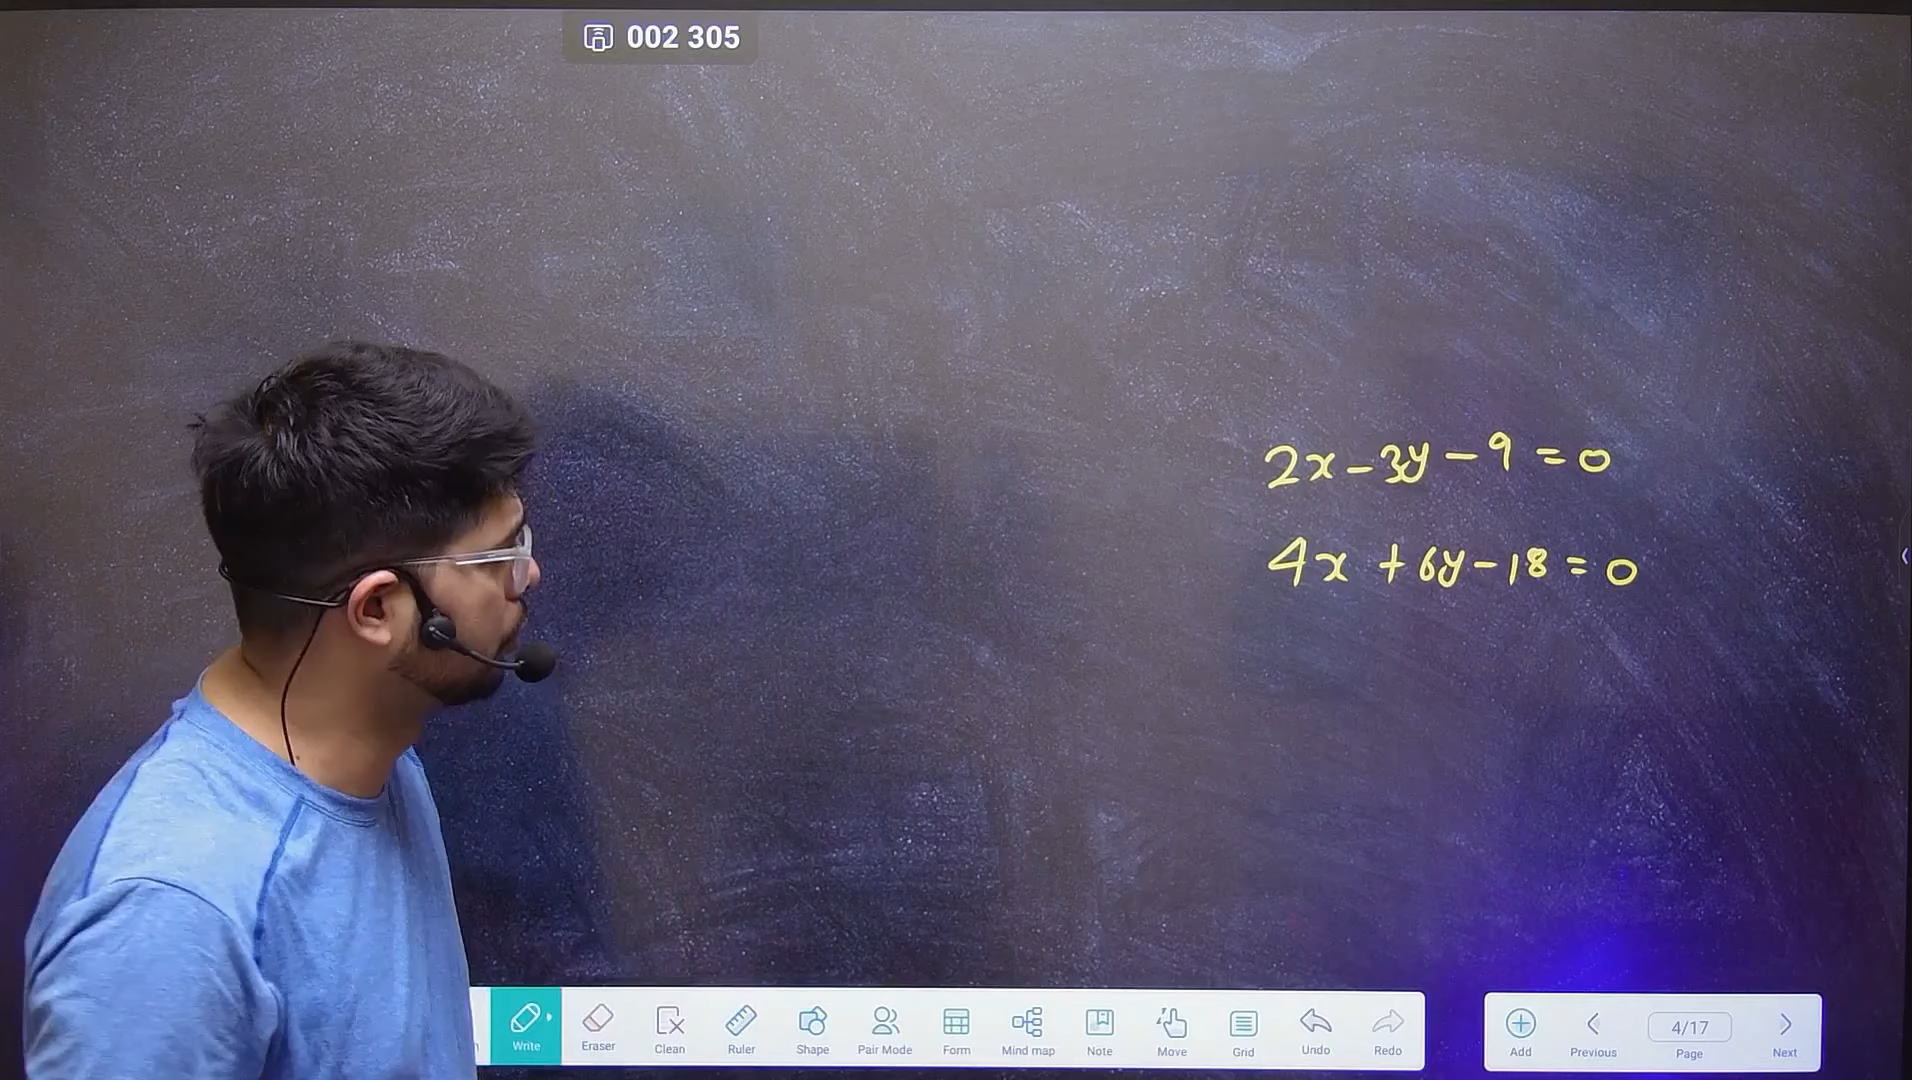 002 305
2x - 3y - 9 = 0
4x + 6y - 18 = 0
Write
Eraser
Clean
Ruler
Shape
Pair Mode
Form
Mind map
Note
Move
Grid
Undo
Redo
Add
Previous
4/17
Page
Next